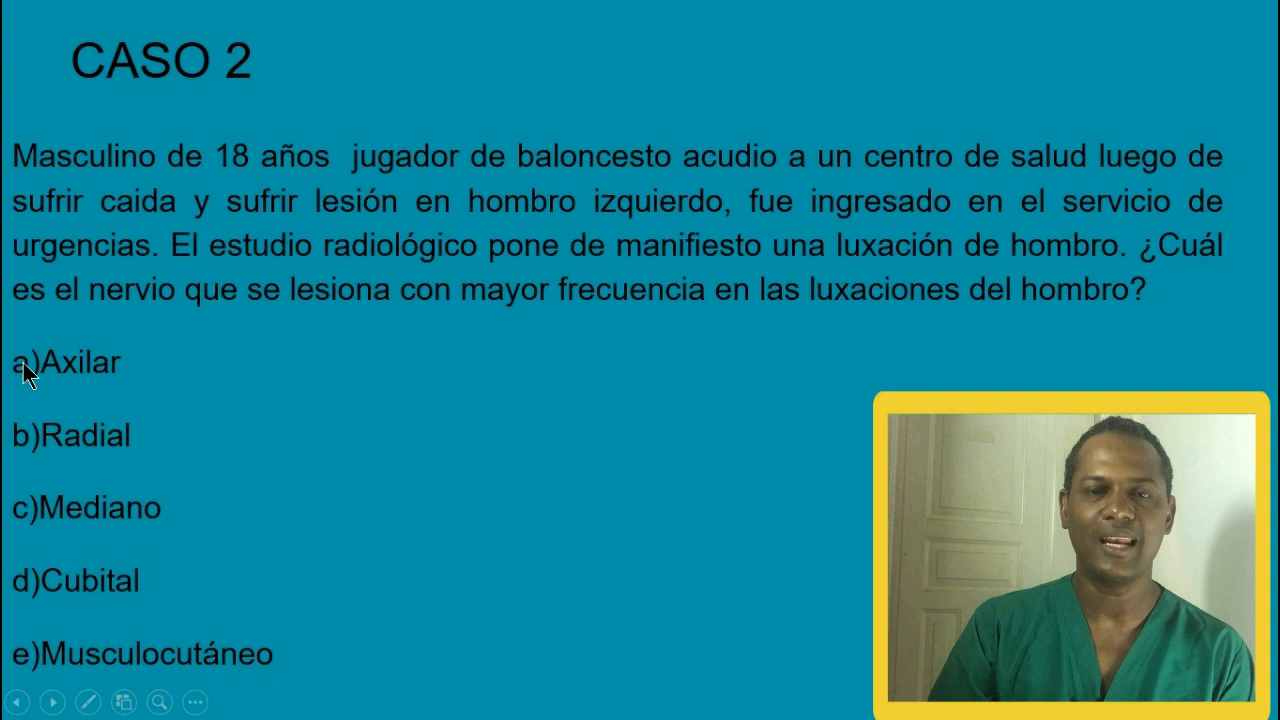 CASO 2
Masculino de 18 años jugador de baloncesto acudio a un centro de salud luego de
sufrir caida y sufrir lesión en hombro izquierdo, fue ingresado en el servicio de
urgencias. El estudio radiológico pone de manifiesto una luxación de hombro. ¿Cuál
es el nervio que se lesiona con mayor frecuencia en las luxaciones del hombro?
a)Axilar
b)Radial
c)Mediano
d)Cubital
e)Musculocutáneo